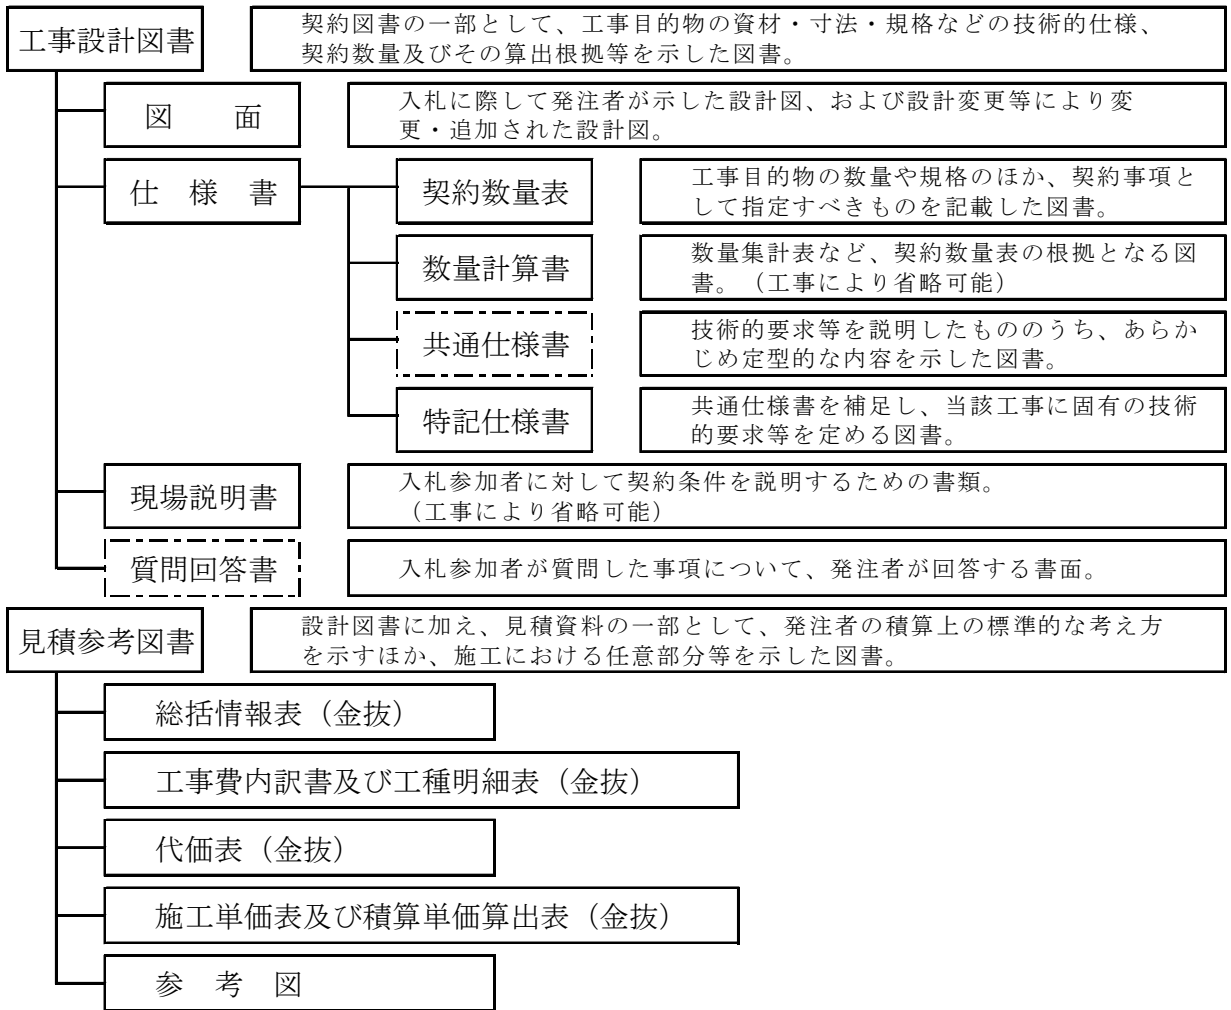 工事設計図書
契約図書の一部として、工事目的物の資材・寸法・規格などの技術的仕様、
契約数量及びその算出根拠等を示した図書。
図　　面
入札に際して発注者が示した設計図、および設計変更等により変
更・追加された設計図。
仕　様　書
契約数量表
工事目的物の数量や規格のほか、契約事項と
して指定すべきものを記載した図書。
数量計算書
数量集計表など、契約数量表の根拠となる図
書。（工事により省略可能）
共通仕様書
技術的要求等を説明したもののうち、あらか
じめ定型的な内容を示した図書。
特記仕様書
共通仕様書を補足し、当該工事に固有の技術
的要求等を定める図書。
現場説明書
入札参加者に対して契約条件を説明するための書類。
（工事により省略可能）
質問回答書
入札参加者が質問した事項について、発注者が回答する書面。
見積参考図書
設計図書に加え、見積資料の一部として、発注者の積算上の標準的な考え方
を示すほか、施工における任意部分等を示した図書。
総括情報表（金抜）
工事費内訳書及び工種明細表（金抜）
代価表（金抜）
施工単価表及び積算単価算出表（金抜）
参　考　図